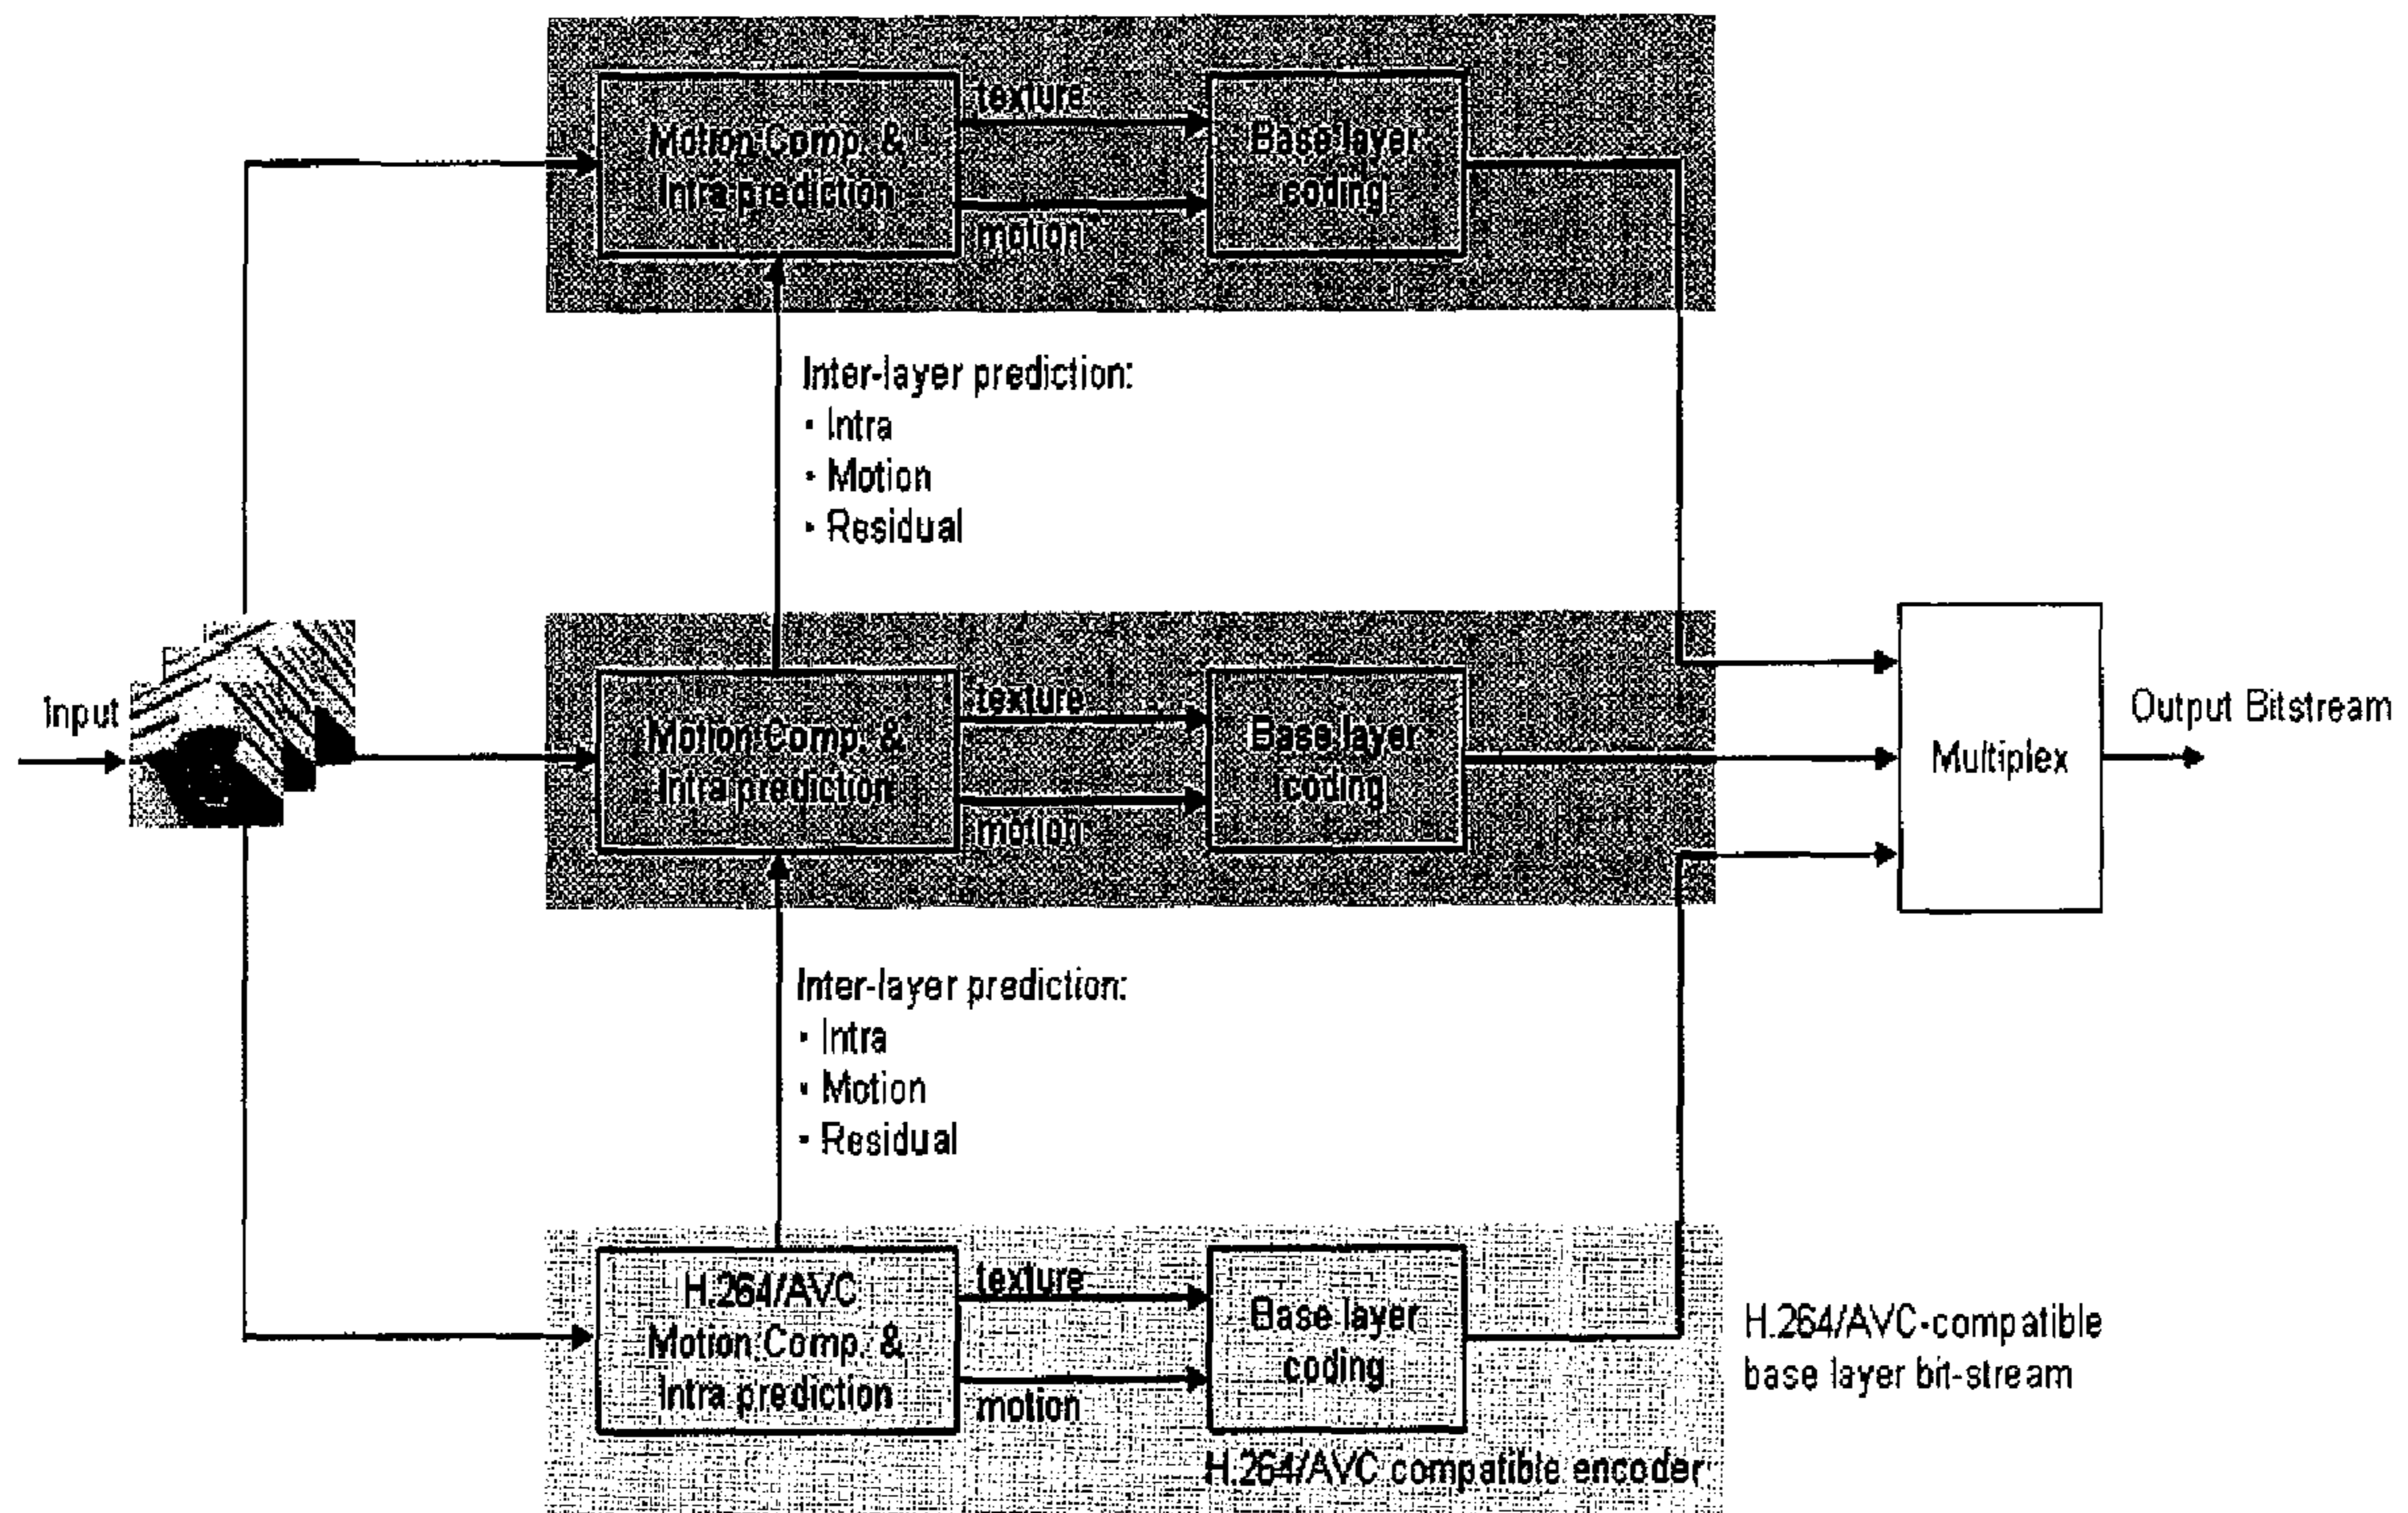 texture
Motion Comp. &
Intra prediction
motion
Base layer
coding
Inter-layer prediction:
• Intra
• Motion
• Residual
Input
texture
Motion Comp. &
Intra prediction
motion
Base layer
coding
Multiplex
Output Bitstream
Inter-layer prediction:
• Intra
• Motion
• Residual
H.264/AVC
Motion Comp. &
Intra prediction
texture
motion
Base layer
coding
H.264/AVC-compatible
base layer bit-stream
H.264/AVC compatible encoder